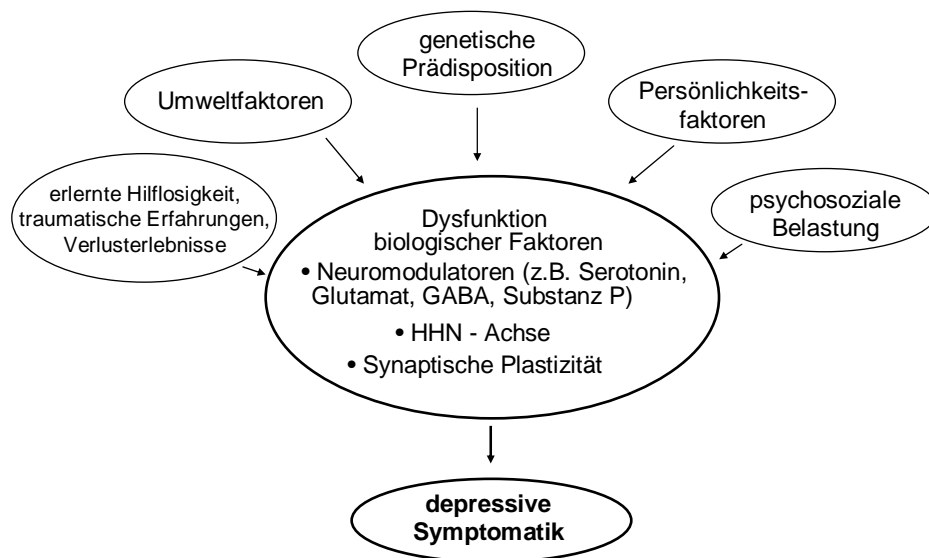 genetische
Prädisposition
Umweltfaktoren
Persönlichkeits-
faktoren
erlernte Hilflosigkeit,
traumatische Erfahrungen,
Verlusterlebnisse
psychosoziale
Belastung
Dysfunktion
biologischer Faktoren
• Neuromodulatoren (z.B. Serotonin,
Glutamat, GABA, Substanz P)
• HHN - Achse
• Synaptische Plastizität
depressive
Symptomatik